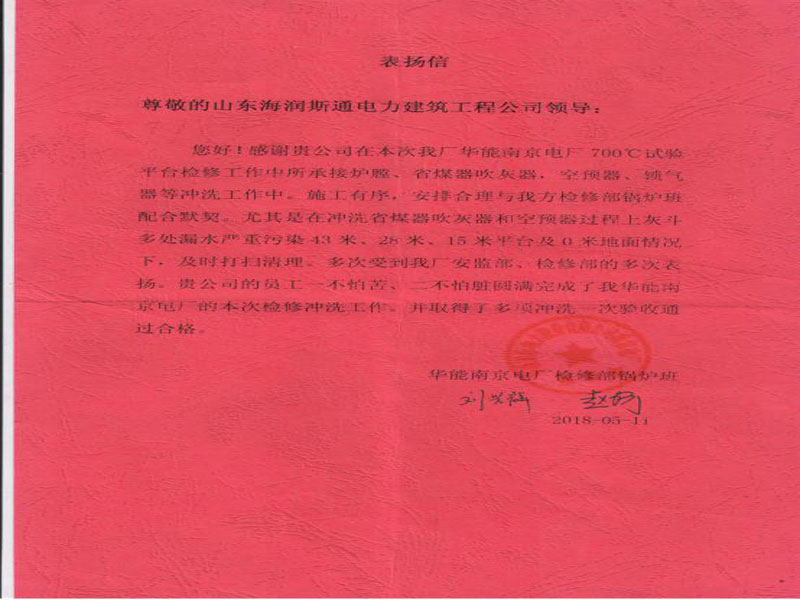 表扬信
尊敬的山东海润斯通电力建筑工程公司领导：
您好！感谢贵公司在本次我厂华能南京电厂700℃试验
平台检修工作中所承接炉膛、省煤器吹灰器，空预器、锁气
器等冲洗工作中。施工有序，安排合理与我方检修部锅炉班
配合默契。尤其是在冲洗省煤器吹灰器和空预器过程上灰斗
多处漏水严重污染43米、28米、15米平台及0米地面情况
下，及时打扫清理、多次受到我厂安监部、检修部的多次表
扬。贵公司的员工一不怕苦、二不怕脏圆满完成了我华能南
京电厂的本次检修冲洗工作。并取得了多项冲洗一次验收通
过合格。
华能南京电厂检修部锅炉班
2018-05-11